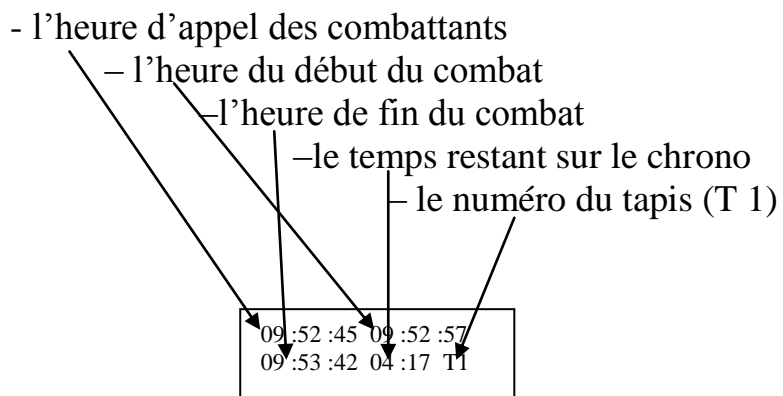 - l’heure d’appel des combattants
– l’heure du début du combat
–l’heure de fin du combat
–le temps restant sur le chrono
– le numéro du tapis (T 1)
09 :52 :45 09 :52 :57
09 :53 :42 04 :17 T1